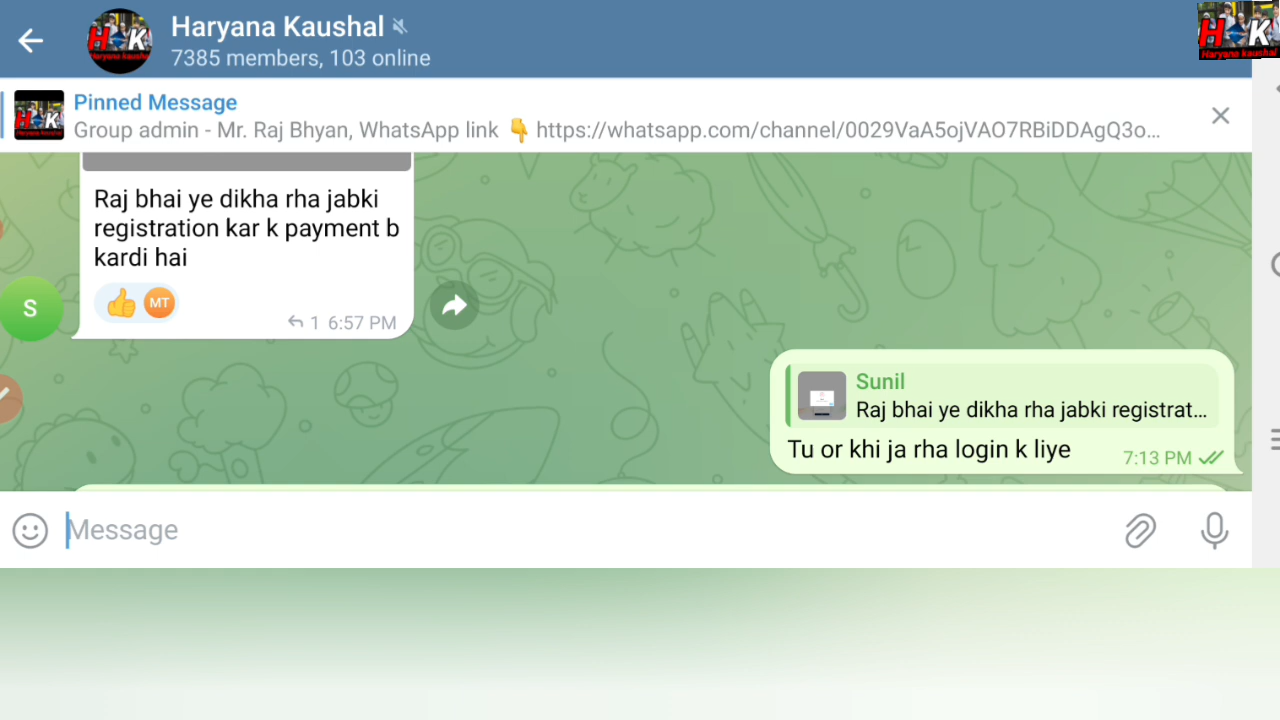 Haryana Kaushal
7385 members, 103 online
H K
Haryana kaushal
Pinned Message
Group admin - Mr. Raj Bhyan, WhatsApp link 👇 https://whatsapp.com/channel/0029VaA5ojVAO7RBiDDAgQ3o...
Raj bhai ye dikha rha jabki
registration kar k payment b
kardi hai
👍 MT
1 6:57 PM
S
Sunil
Raj bhai ye dikha rha jabki registrat...
Tu or khi ja rha login k liye
7:13 PM
Message